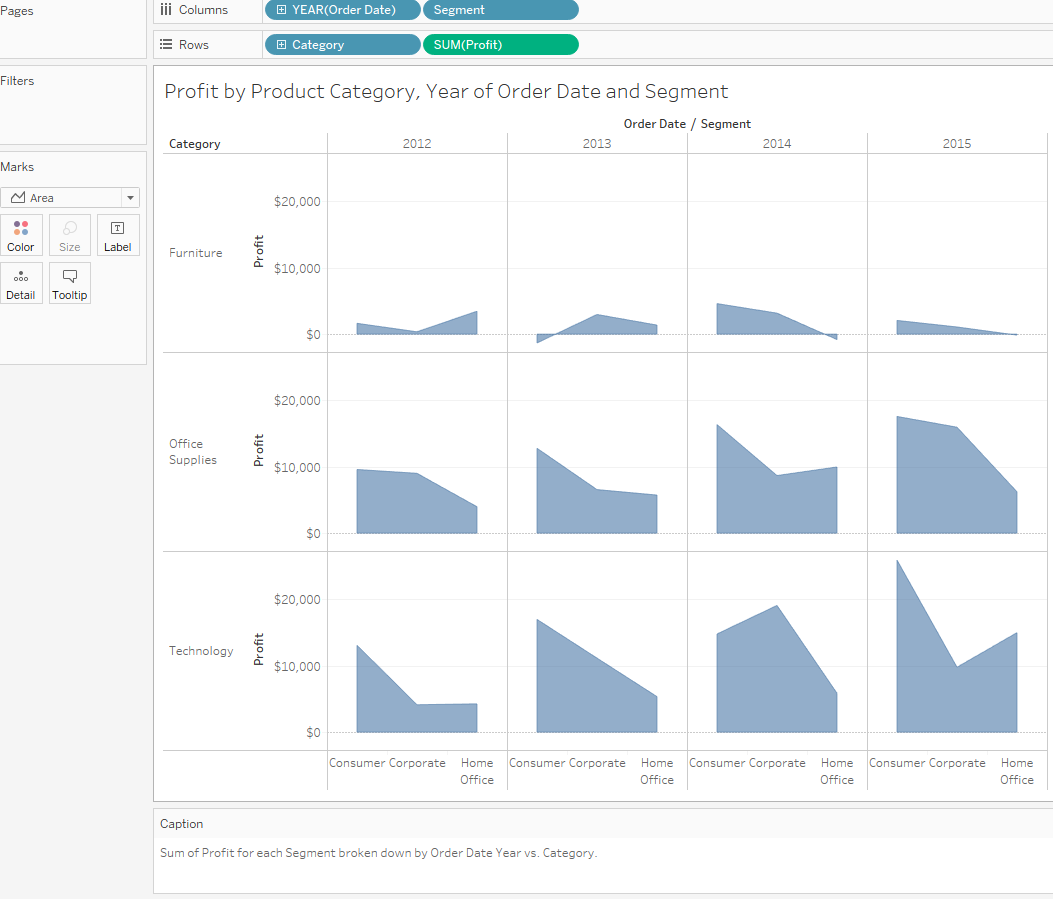 Pages
Columns
YEAR(Order Date)
Segment
Rows
Category
SUM(Profit)
Filters
Marks
Area
Color
Size
Label
Detail
Tooltip
Profit by Product Category, Year of Order Date and Segment
Order Date / Segment
Category
2012
2013
2014
2015
Furniture
Profit
$20,000
$10,000
$0
Office
Supplies
Profit
$20,000
$10,000
$0
Technology
Profit
$20,000
$10,000
$0
Consumer Corporate Home
Office
Consumer Corporate Home
Office
Consumer Corporate Home
Office
Consumer Corporate Home
Office
Caption
Sum of Profit for each Segment broken down by Order Date Year vs. Category.